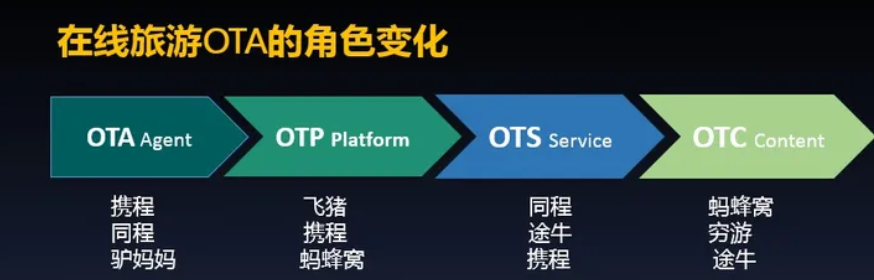 在线旅游OTA的角色变化
OTA Agent
OTP Platform
OTS Service
OTC Content
携程
同程
驴妈妈
飞猪
携程
蚂蜂窝
同程
途牛
携程
蚂蜂窝
穷游
途牛